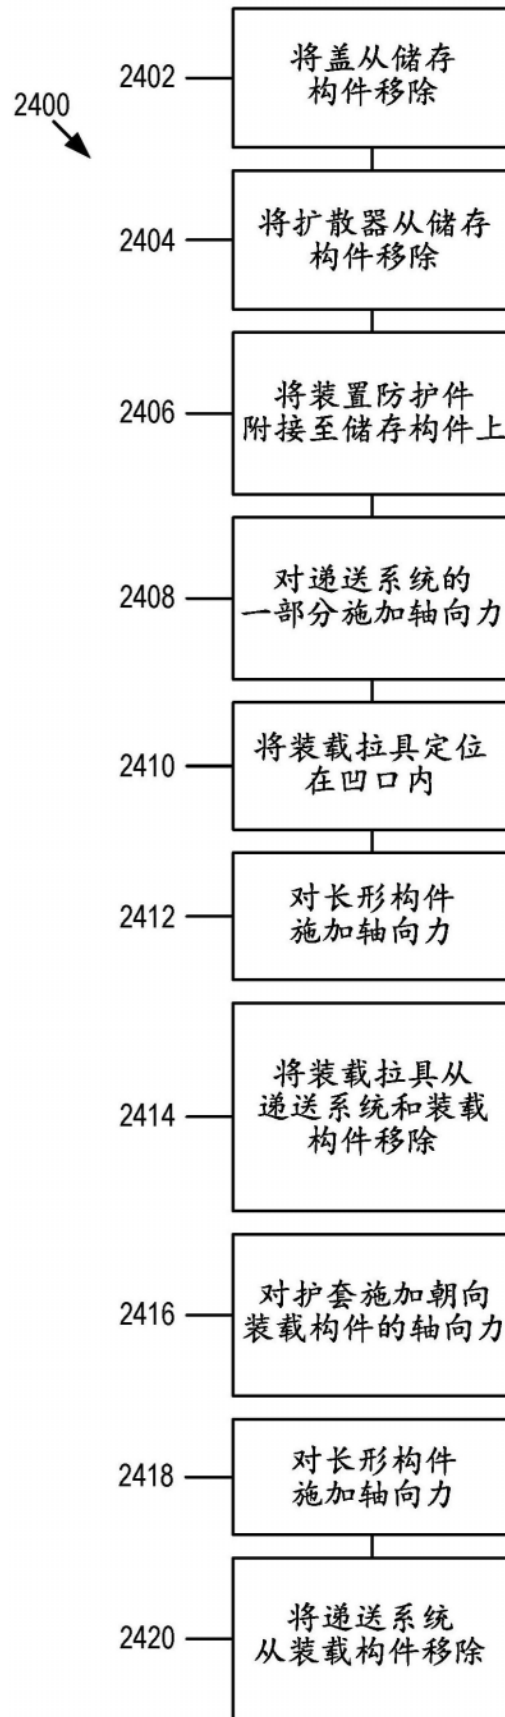 2400
2402
将盖从储存
构件移除
2404
将扩散器从储存
构件移除
2406
将装置防护件
附接至储存构件上
2408
对递送系统的
一部分施加轴向力
2410
将装载拉具定位
在凹口内
2412
对长形构件
施加轴向力
2414
将装载拉具从
递送系统和装载
构件移除
2416
对护套施加朝向
装载构件的轴向力
2418
对长形构件
施加轴向力
2420
将递送系统
从装载构件移除